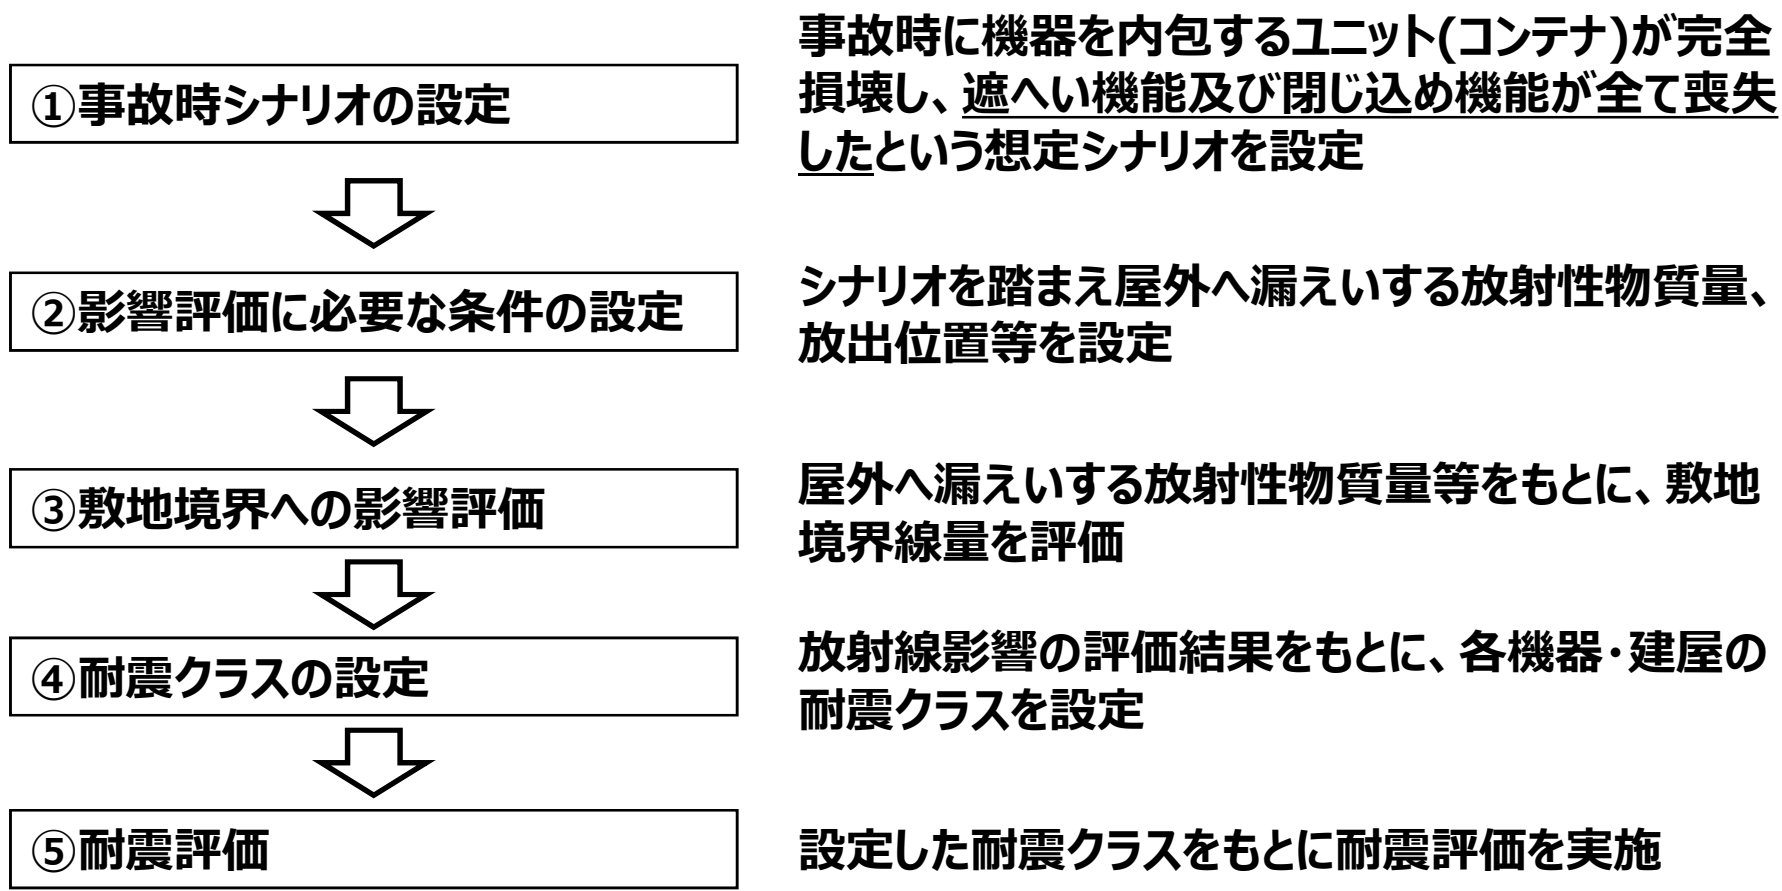 ①事故時シナリオの設定
事故時に機器を内包するユニット(コンテナ)が完全
損壊し、遮へい機能及び閉じ込め機能が全て喪失
したという想定シナリオを設定
②影響評価に必要な条件の設定
シナリオを踏まえ屋外へ漏えいする放射性物質量、
放出位置等を設定
③敷地境界への影響評価
屋外へ漏えいする放射性物質量等をもとに、敷地
境界線量を評価
④耐震クラスの設定
放射線影響の評価結果をもとに、各機器・建屋の
耐震クラスを設定
⑤耐震評価
設定した耐震クラスをもとに耐震評価を実施